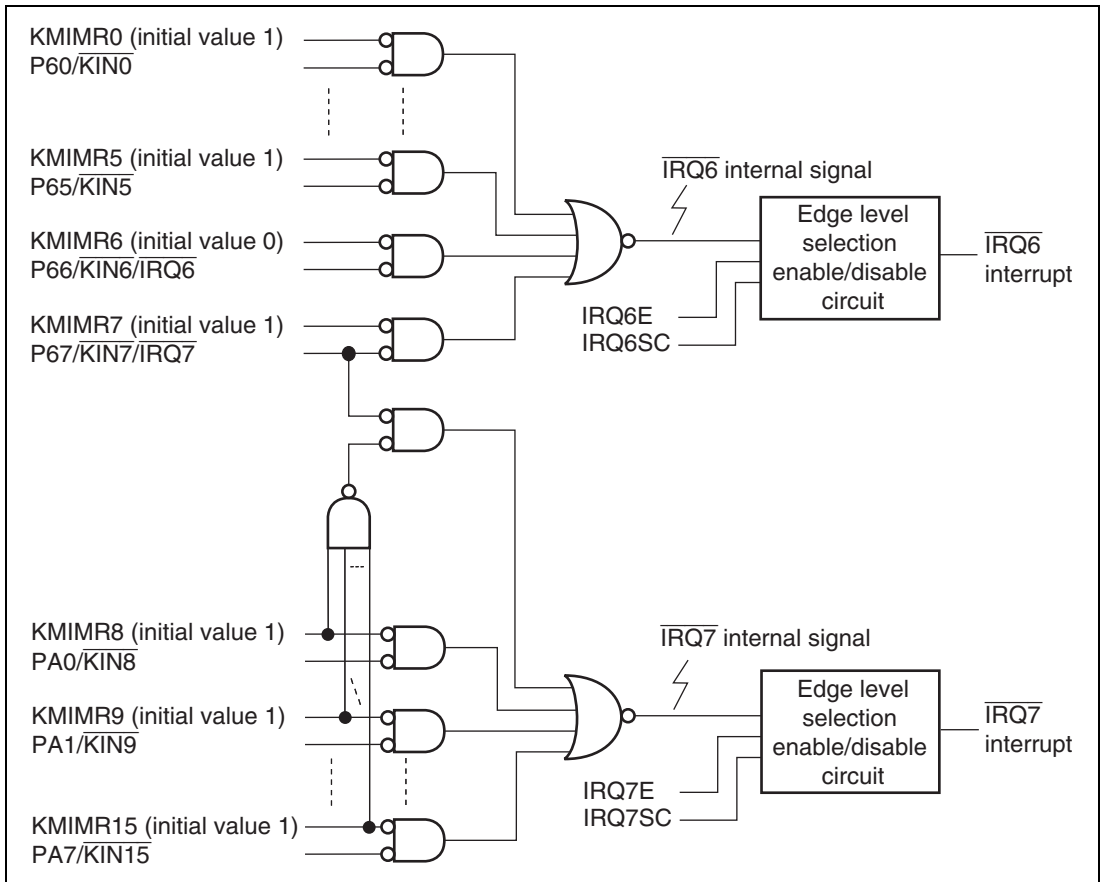 KMIMR0 (initial value 1)
P60/KIN0
KMIMR5 (initial value 1)
P65/KIN5
KMIMR6 (initial value 0)
P66/KIN6/IRQ6
KMIMR7 (initial value 1)
P67/KIN7/IRQ7
IRQ6 internal signal
Edge level
selection
enable/disable
circuit
IRQ6E
IRQ6SC
IRQ6
interrupt
KMIMR8 (initial value 1)
PA0/KIN8
KMIMR9 (initial value 1)
PA1/KIN9
KMIMR15 (initial value 1)
PA7/KIN15
IRQ7 internal signal
Edge level
selection
enable/disable
circuit
IRQ7E
IRQ7SC
IRQ7
interrupt